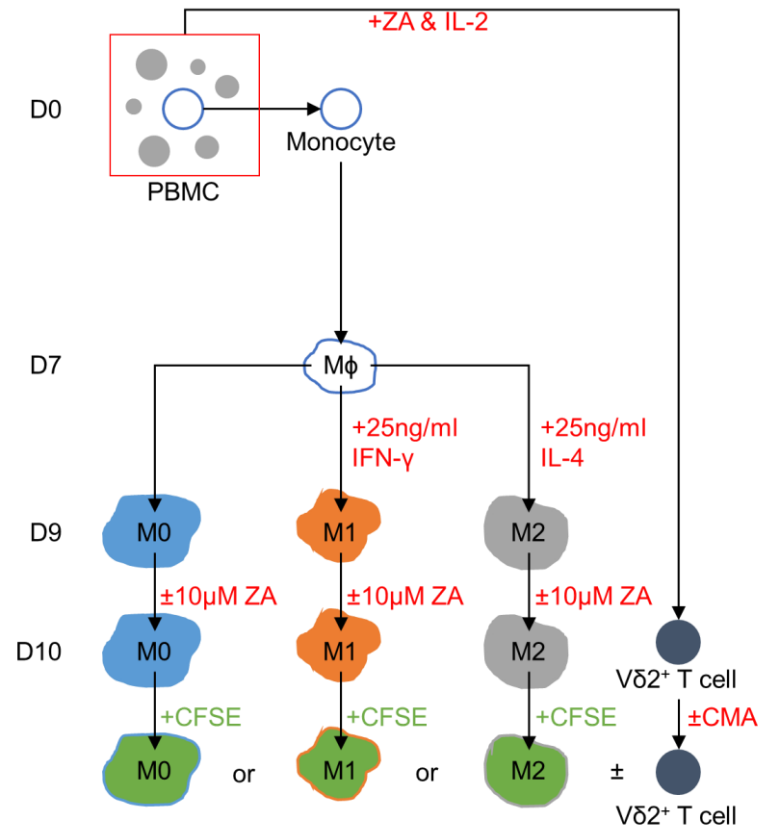 +ZA & IL-2
D0
Monocyte
PBMC
D7
Mϕ
+25ng/ml
IFN-γ
+25ng/ml
IL-4
D9
M0
M1
M2
±10μM ZA
±10μM ZA
±10μM ZA
D10
M0
M1
M2
Vδ2⁺ T cell
+CFSE
+CFSE
+CFSE
±CMA
M0
or
M1
or
M2
±
Vδ2⁺ T cell